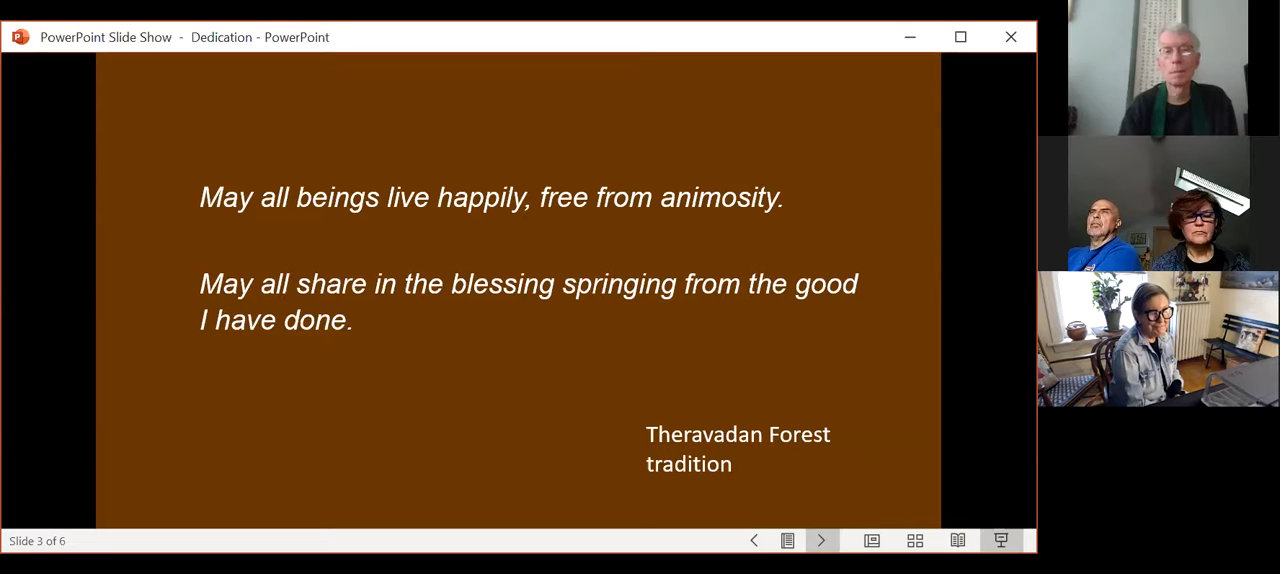 PowerPoint Slide Show - Dedication - PowerPoint
May all beings live happily, free from animosity.
May all share in the blessing springing from the good
I have done.
Theravadan Forest
tradition
Slide 3 of 6